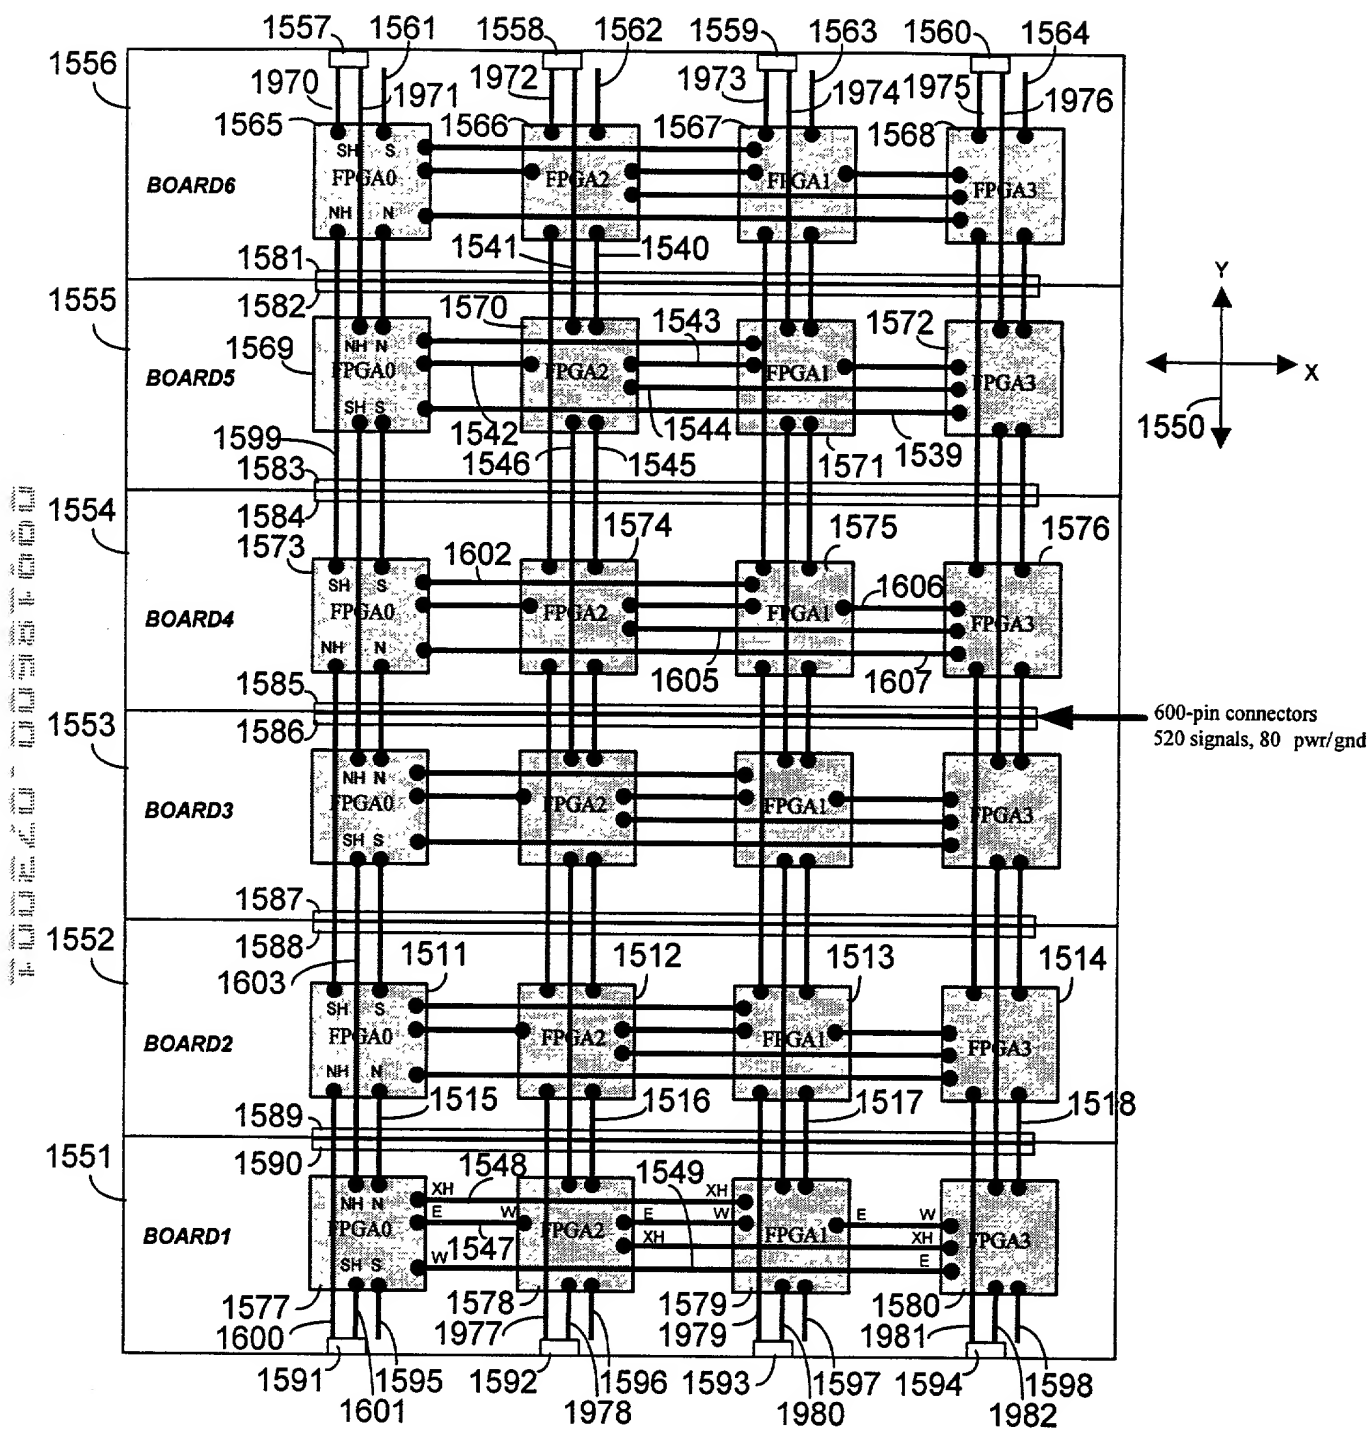 1557 1561 1558 1562 1559 1563 1560 1564
1556
1970 1971 1972 1973 1974 1975 1976
1565 1566 1567 1568
SH S
BOARD6 FPGA0 FPGA2 FPGA1 FPGA3
NH N
1541 1540
1581
1582
1555
1570 1543 1572
1569
NH N
BOARD5 FPGA0 FPGA2 FPGA1 FPGA3
SH S
Y
X
1550
1599 1542 1546 1544 1545 1571 1539
1583
1584
1554
1573 1602 1574 1575 1576
SH S
1606
BOARD4 FPGA0 FPGA2 FPGA1 FPGA3
NH N
1605 1607
1585
1586
1553
600-pin connectors
520 signals, 80 pwr/gnd
NH N
BOARD3 FPGA0 FPGA2 FPGA1 FPGA3
SH S
1587
1588
1552
1603 1511 1512 1513 1514
SH S
BOARD2 FPGA0 FPGA2 FPGA1 FPGA3
NH N
1515 1516 1517 1518
1589
1590
1551
1548 1549
NH N XH XH
E W E W E W
BOARD1 FPGA0 FPGA2 FPGA1 FPGA3
1547 XH XH
SH S W E
1577 1578 1579 1580
1600 1977 1979 1981
1591 1595 1592 1596 1593 1597 1594 1598
1601 1978 1980 1982